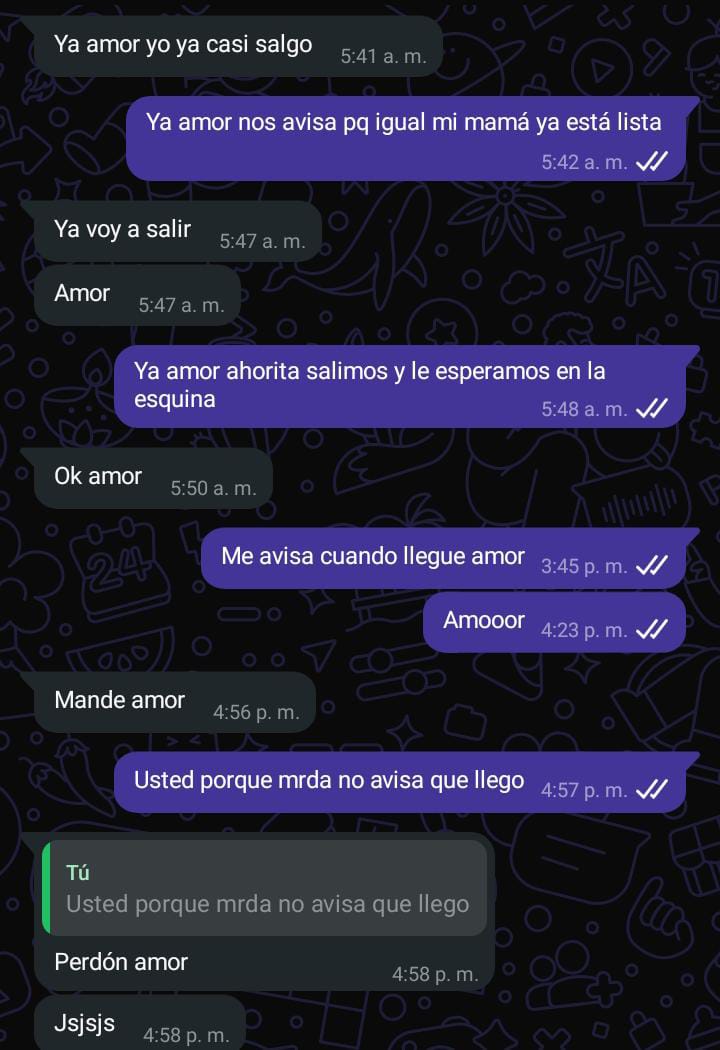 Ya amor yo ya casi salgo 5:41 a. m.
Ya amor nos avisa pq igual mi mamá ya está lista
5:42 a. m.
Ya voy a salir 5:47 a. m.
Amor 5:47 a. m.
Ya amor ahorita salimos y le esperamos en la
esquina 5:48 a. m.
Ok amor 5:50 a. m.
Me avisa cuando llegue amor 3:45 p. m.
Amooor 4:23 p. m.
Mande amor 4:56 p. m.
Usted porque mrda no avisa que llego 4:57 p. m.
Tú
Usted porque mrda no avisa que llego
Perdón amor 4:58 p. m.
Jsjsjs 4:58 p. m.